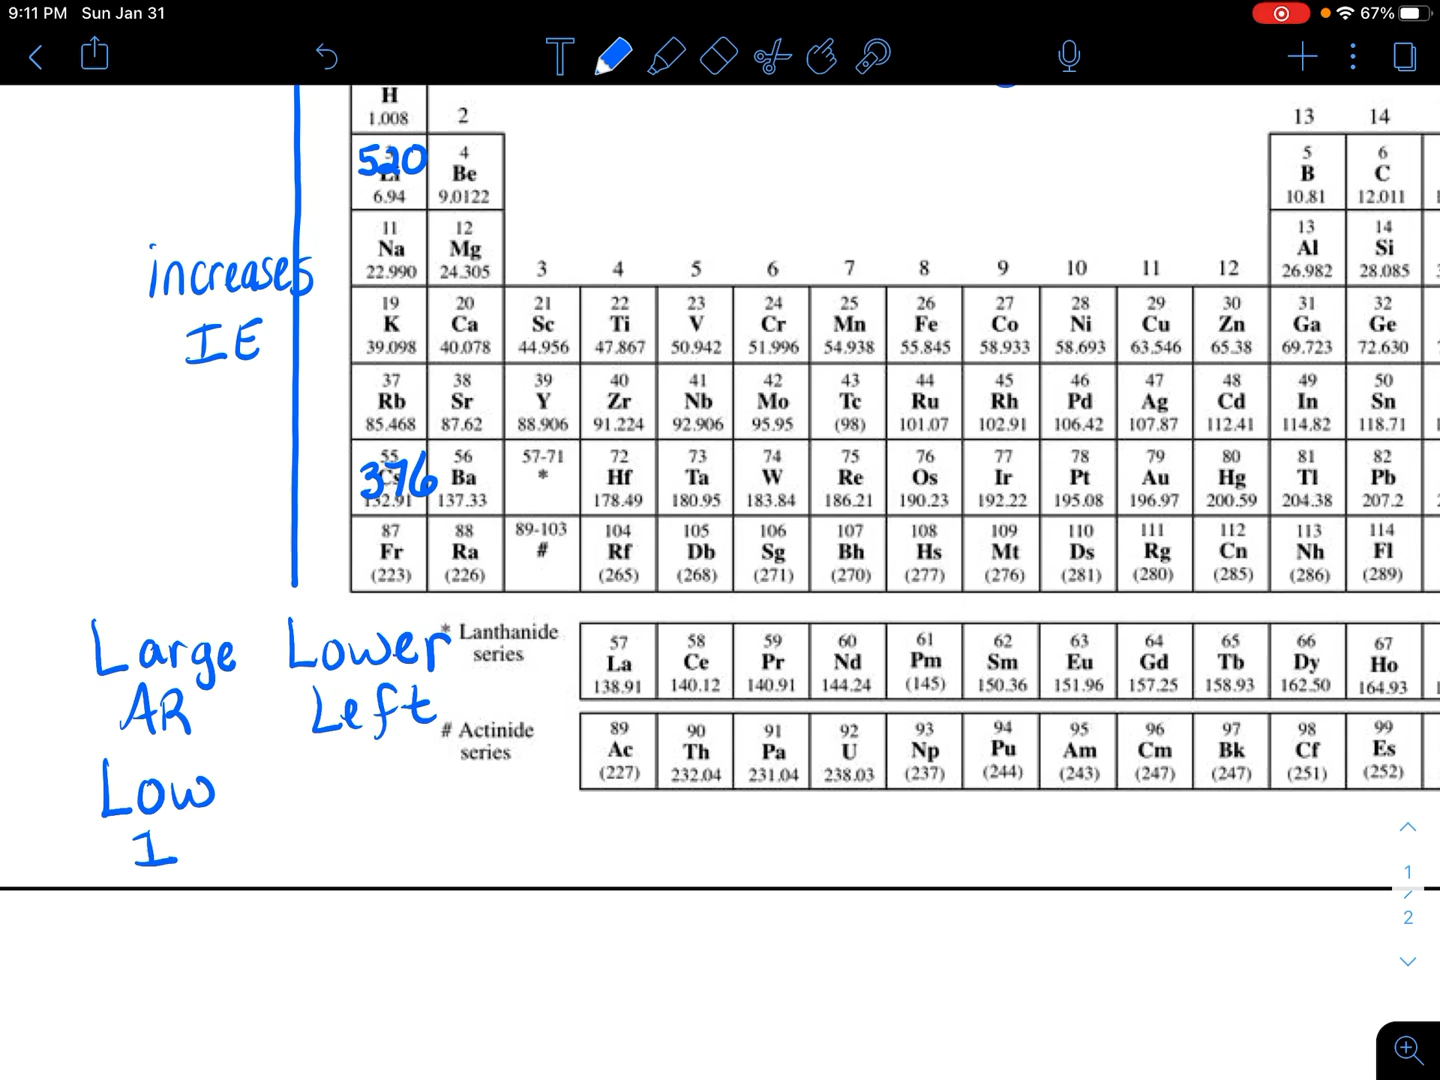 9:11 PM Sun Jan 31 67%
H
1.008 2 13 14
520 4 5 6
Be B C
6.94 9.0122 10.81 12.011
11 12 13 14
Na Mg Al Si
increases 22.990 24.305 3 4 5 6 7 8 9 10 11 12 26.982 28.085
IE
19 20 21 22 23 24 25 26 27 28 29 30 31 32
K Ca Sc Ti V Cr Mn Fe Co Ni Cu Zn Ga Ge
39.098 40.078 44.956 47.867 50.942 51.996 54.938 55.845 58.933 58.693 63.546 65.38 69.723 72.630
37 38 39 40 41 42 43 44 45 46 47 48 49 50
Rb Sr Y Zr Nb Mo Tc Ru Rh Pd Ag Cd In Sn
85.468 87.62 88.906 91.224 92.906 95.95 (98) 101.07 102.91 106.42 107.87 112.41 114.82 118.71
55 56 57-71 72 73 74 75 76 77 78 79 80 81 82
376 Ba * Hf Ta W Re Os Ir Pt Au Hg Tl Pb
132.91 137.33 178.49 180.95 183.84 186.21 190.23 192.22 195.08 196.97 200.59 204.38 207.2
87 88 89-103 104 105 106 107 108 109 110 111 112 113 114
Fr Ra # Rf Db Sg Bh Hs Mt Ds Rg Cn Nh Fl
(223) (226) (265) (268) (271) (270) (277) (276) (281) (280) (285) (286) (289)
Large AR
Low I
Lower Left
* Lanthanide series
57 58 59 60 61 62 63 64 65 66 67
La Ce Pr Nd Pm Sm Eu Gd Tb Dy Ho
138.91 140.12 140.91 144.24 (145) 150.36 151.96 157.25 158.93 162.50 164.93
# Actinide series
89 90 91 92 93 94 95 96 97 98 99
Ac Th Pa U Np Pu Am Cm Bk Cf Es
(227) 232.04 231.04 238.03 (237) (244) (243) (247) (247) (251) (252)
1
/
2